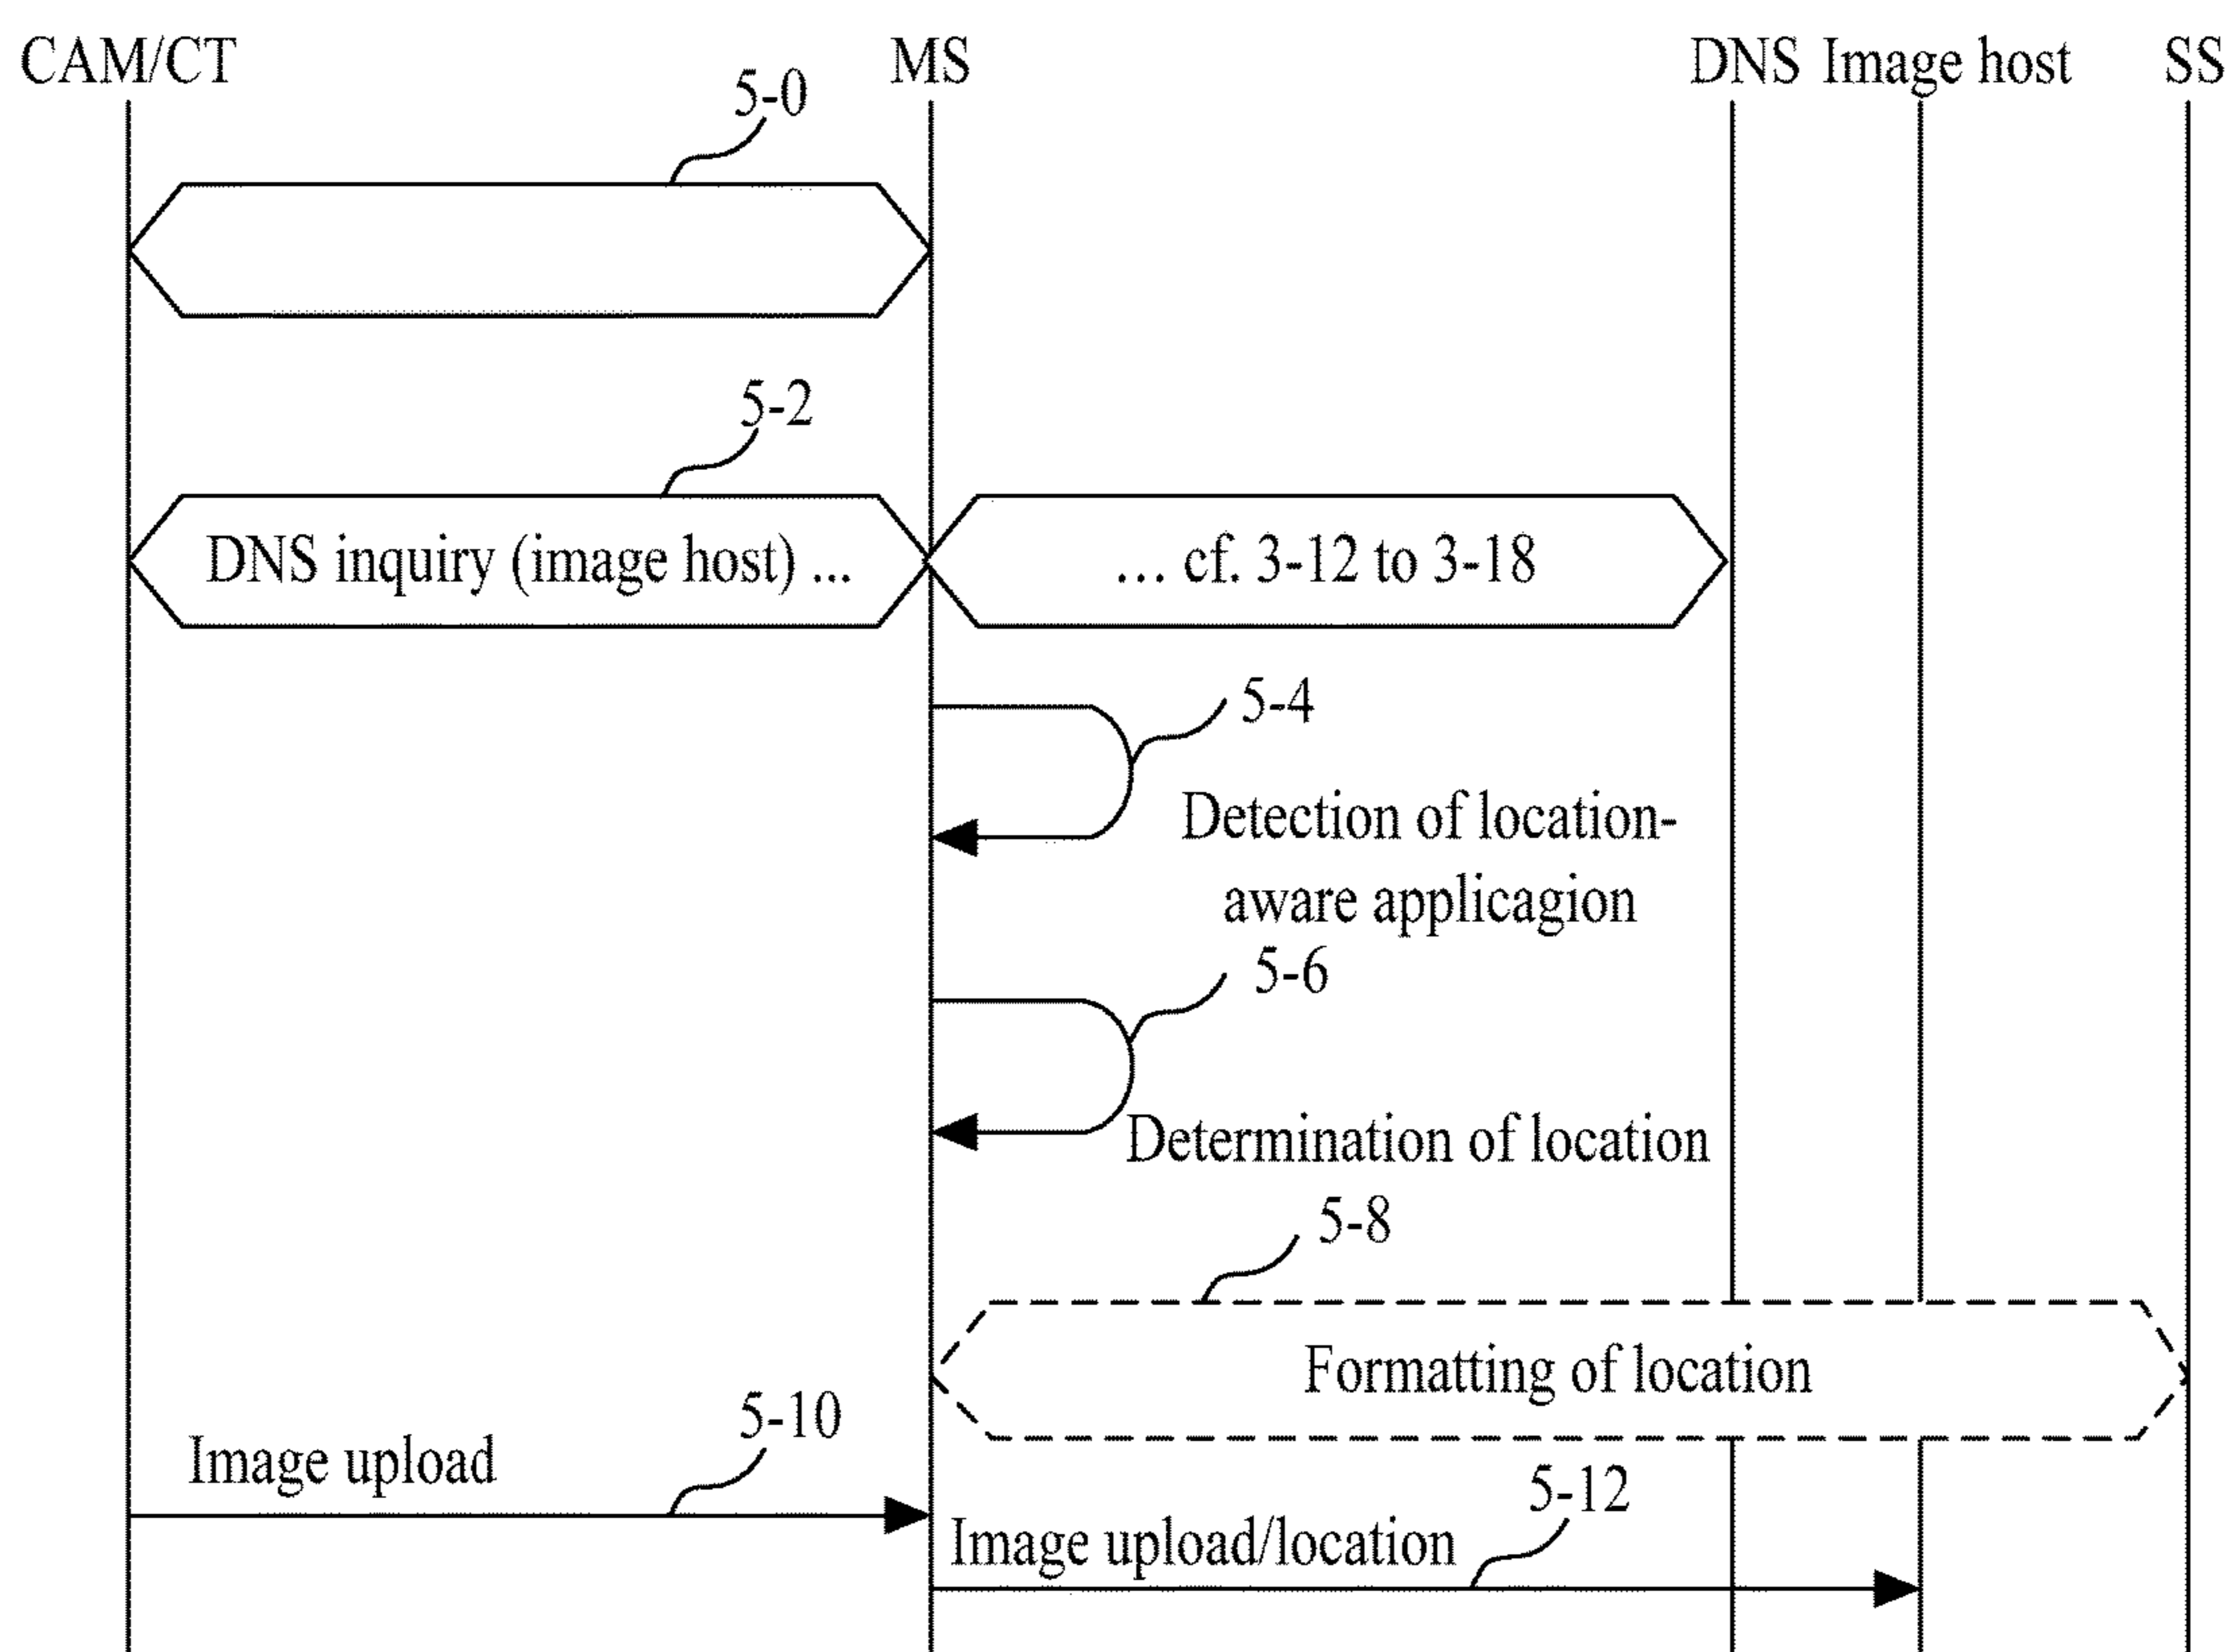 CAM/CT MS DNS Image host SS
5-0
5-2
DNS inquiry (image host) ... ... cf. 3-12 to 3-18
5-4
Detection of location-
aware applicagion
5-6
Determination of location
5-8
Formatting of location
5-10
Image upload
5-12
Image upload/location